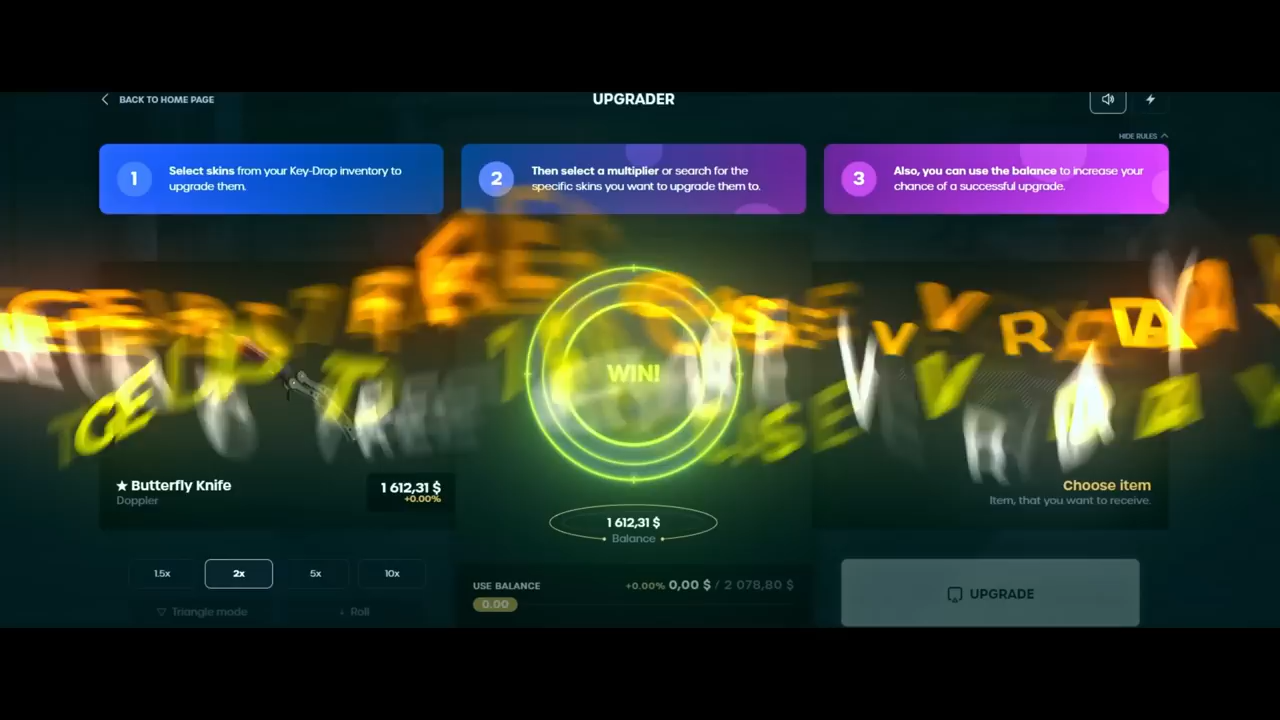 BACK TO HOME PAGE
UPGRADER
HIDE RULES
1
Select skins from your Key-Drop inventory to
upgrade them.
2
Then select a multiplier or search for the
specific skins you want to upgrade them to.
3
Also, you can use the balance to increase your
chance of a successful upgrade.
WIN!
★ Butterfly Knife
Doppler
1 612,31 $
+0.00%
Choose item
Item, that you want to receive.
1 612,31 $
Balance
1.5x
2x
5x
10x
Triangle mode
Roll
USE BALANCE
+0.00% 0,00 $ / 2 078,80 $
0.00
UPGRADE